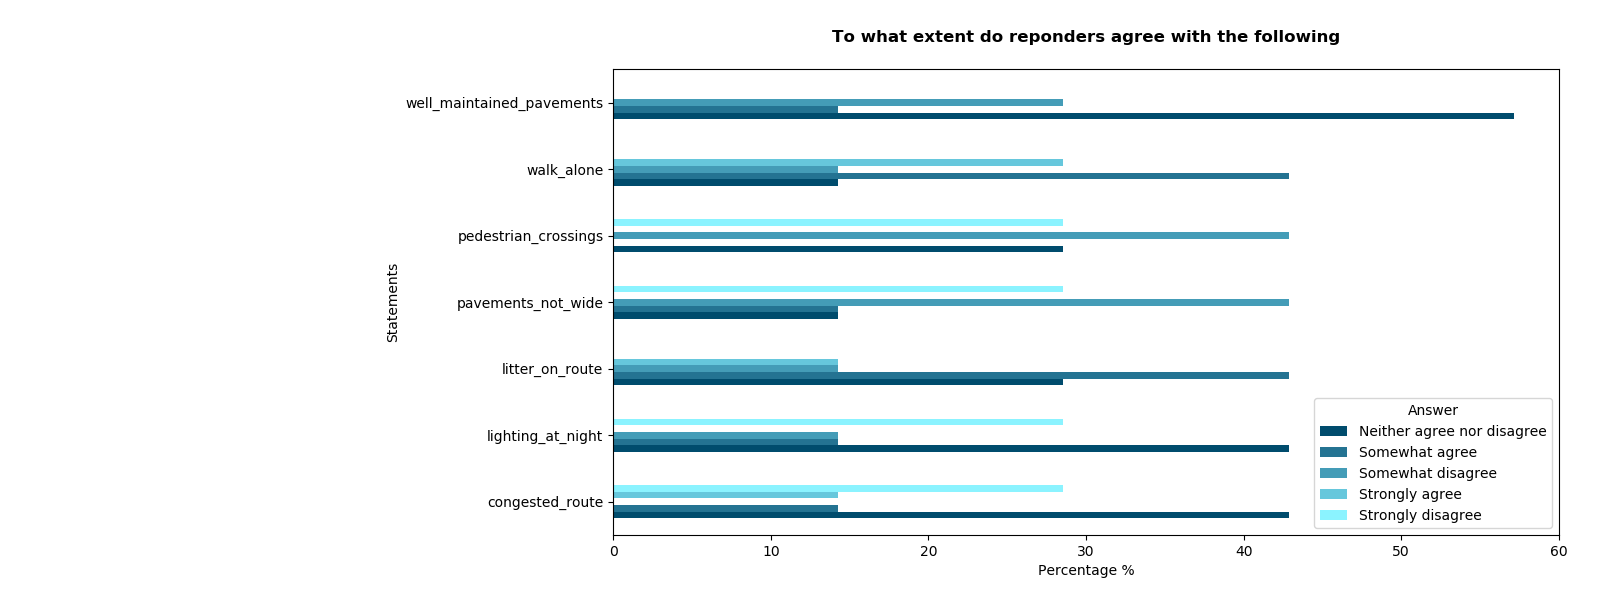 To what extent do reponders agree with the following
well_maintained_pavements
walk_alone
pedestrian_crossings
pavements_not_wide
litter_on_route
lighting_at_night
congested_route
Statements
Answer
Neither agree nor disagree
Somewhat agree
Somewhat disagree
Strongly agree
Strongly disagree
0 10 20 30 40 50 60
Percentage %